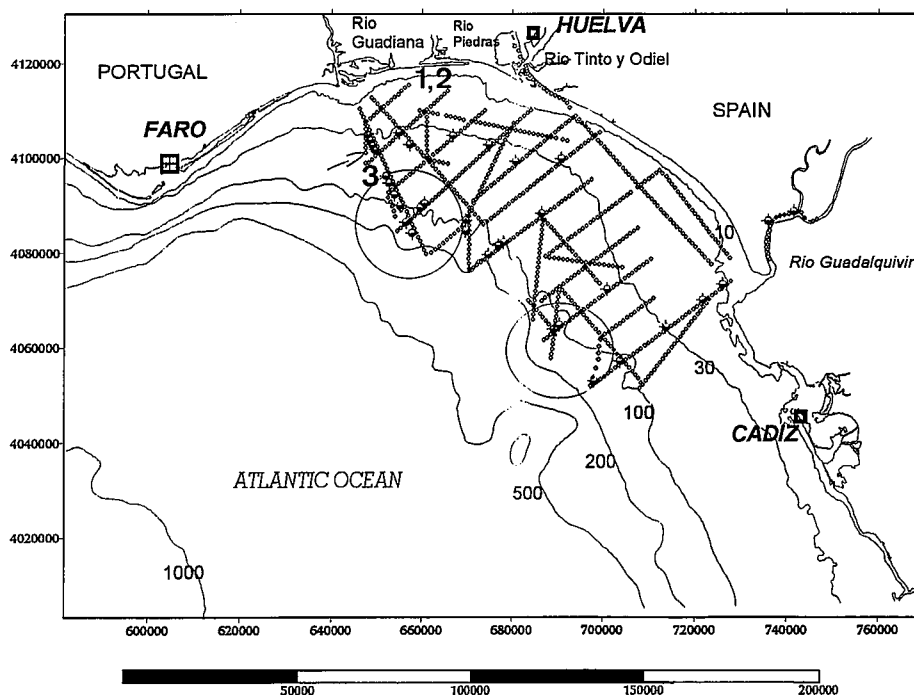 Rio
Guadiana
Rio
Piedras
HUELVA
Rio Tinto y Odiel
4120000
PORTUGAL
1,2
SPAIN
FARO
4100000
3
4080000
10
Rio Guadalquivir
4060000
30
100
CADIZ
4040000
200
ATLANTIC OCEAN
500
4020000
1000
600000
620000
640000
660000
680000
700000
720000
740000
760000
50000
100000
150000
200000